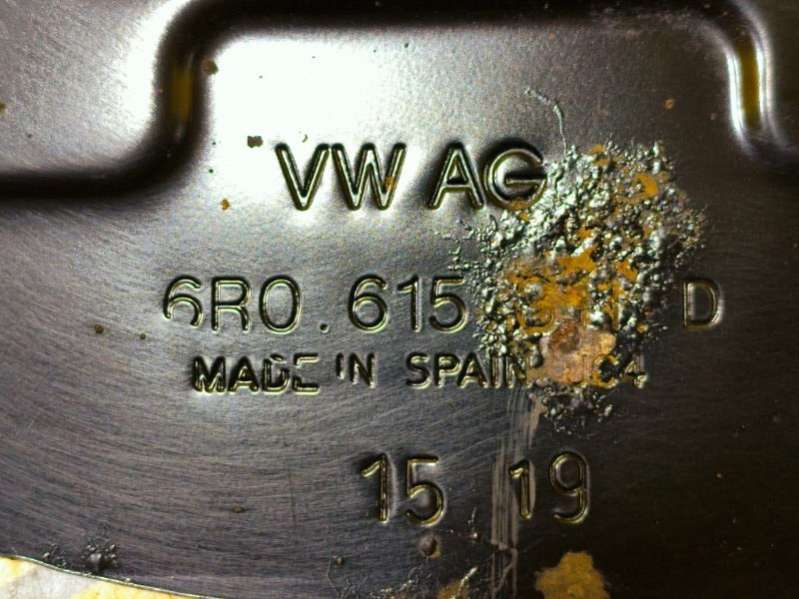 VW AG
6R0.615 D
MADE IN SPAIN
15 19